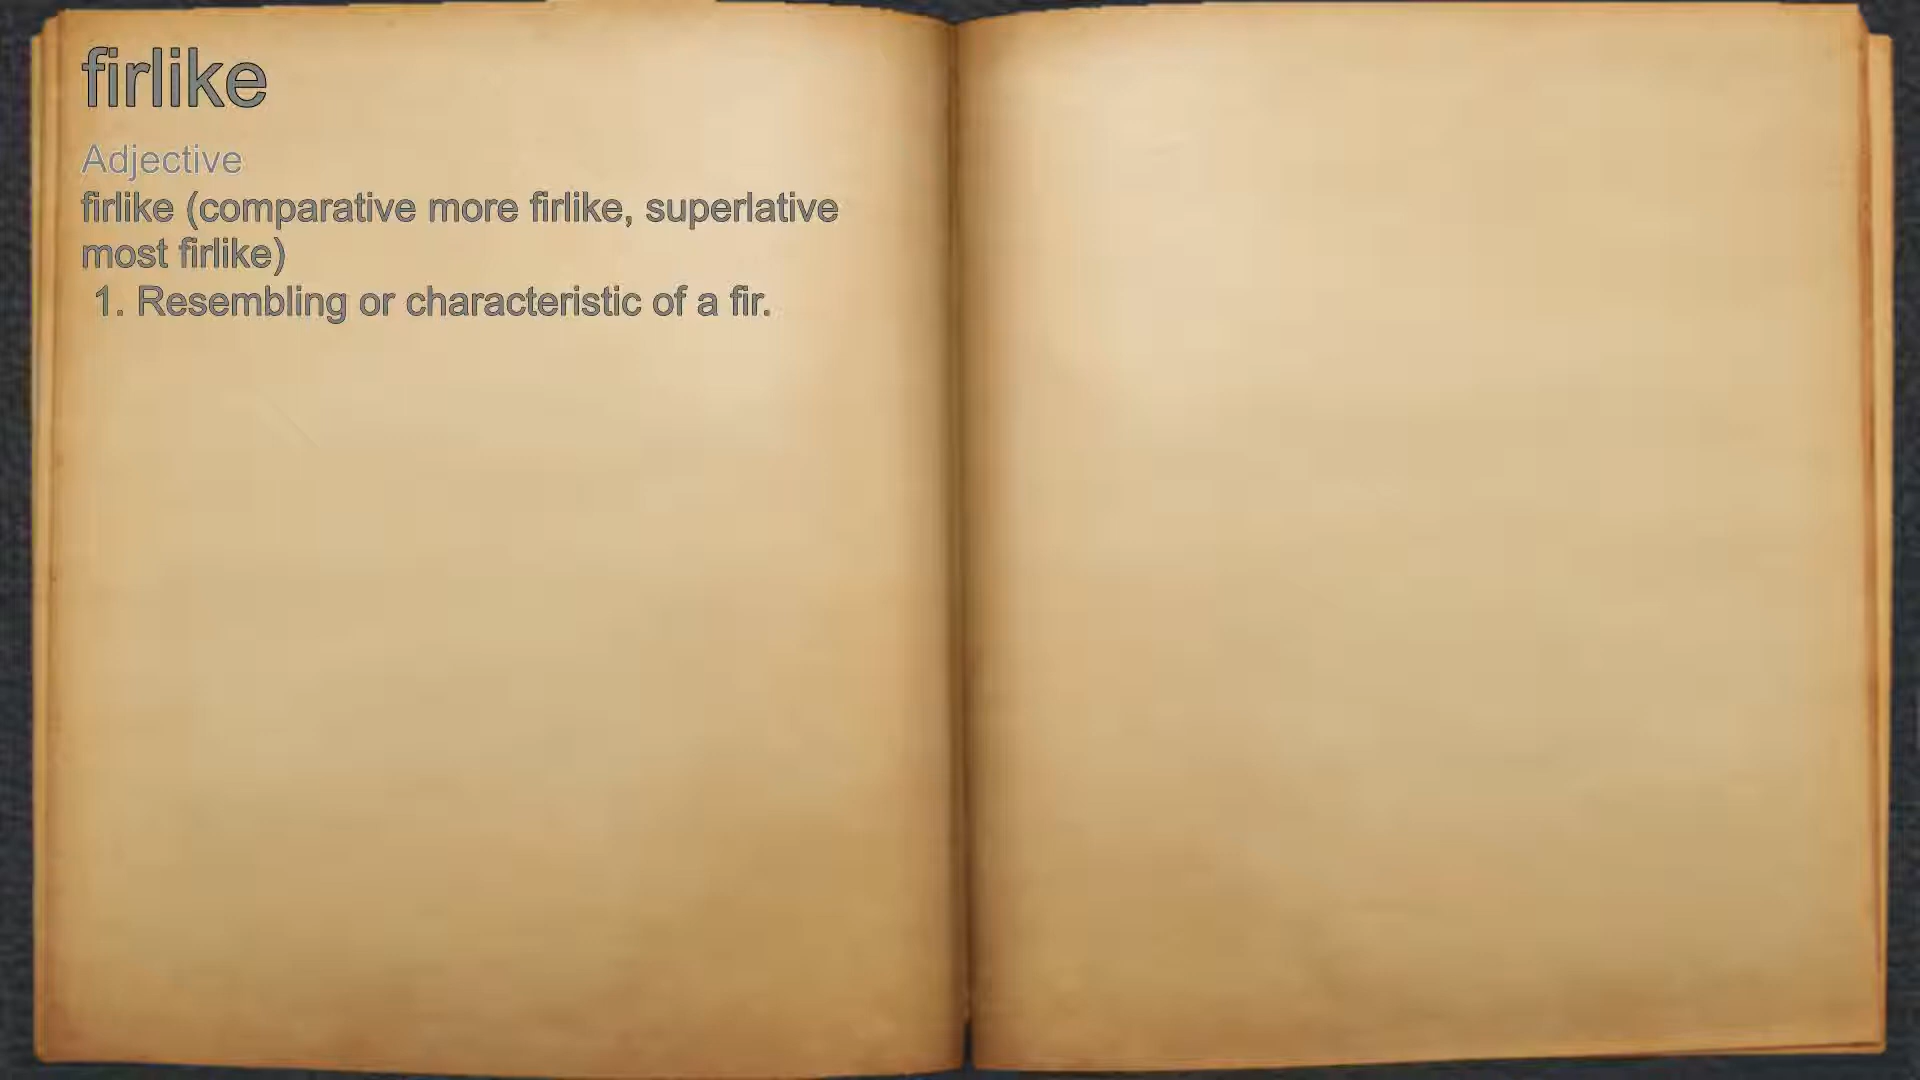 firlike
Adjective
firlike (comparative more firlike, superlative
most firlike)
1. Resembling or characteristic of a fir.